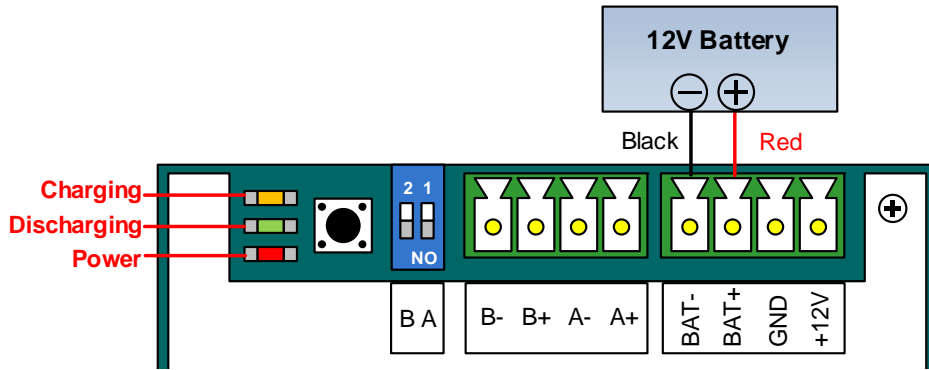 12V Battery
Black
Red
Charging
Discharging
Power
2 1
NO
B A
B- B+ A- A+
BAT-
BAT+
GND
+12V